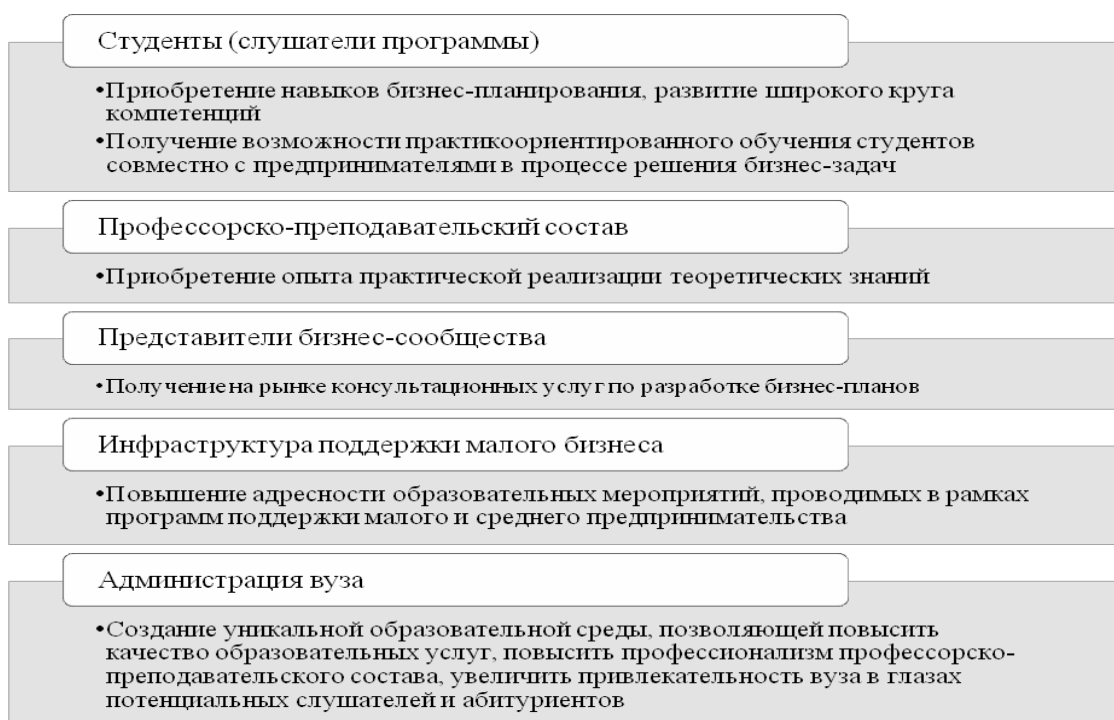 Студенты (слушатели программы)
•Приобретение навыков бизнес-планирования, развитие широкого круга
компетенций
•Получение возможности практикоориентированного обучения студентов
совместно с предпринимателями в процессе решения бизнес-задач
Профессорско-преподавательский состав
•Приобретение опыта практической реализации теоретических знаний
Представители бизнес-сообщества
•Получение на рынке консультационных услуг по разработке бизнес-планов
Инфраструктура поддержки малого бизнеса
•Повышение адресности образовательных мероприятий, проводимых в рамках
программ поддержки малого и среднего предпринимательства
Администрация вуза
•Создание уникальной образовательной среды, позволяющей повысить
качество образовательных услуг, повысить профессионализм профессорско-
преподавательского состава, увеличить привлекательность вуза в глазах
потенциальных слушателей и абитуриентов